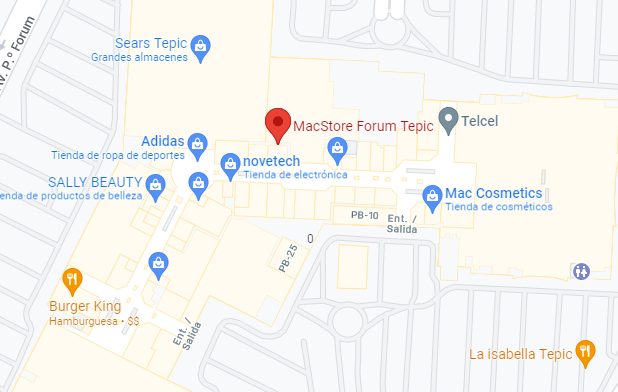 Av. P.º Forum
Sears Tepic
Grandes almacenes
MacStore Forum Tepic
Telcel
Adidas
Tienda de ropa de deportes
novetech
Tienda de electrónica
SALLY BEAUTY
enda de productos de belleza
Mac Cosmetics
Tienda de cosméticos
PB-10
Ent. /
Salida
0
PB-25
Burger King
Hamburguesa • $$
Ent. /
Salida
La isabella Tepic